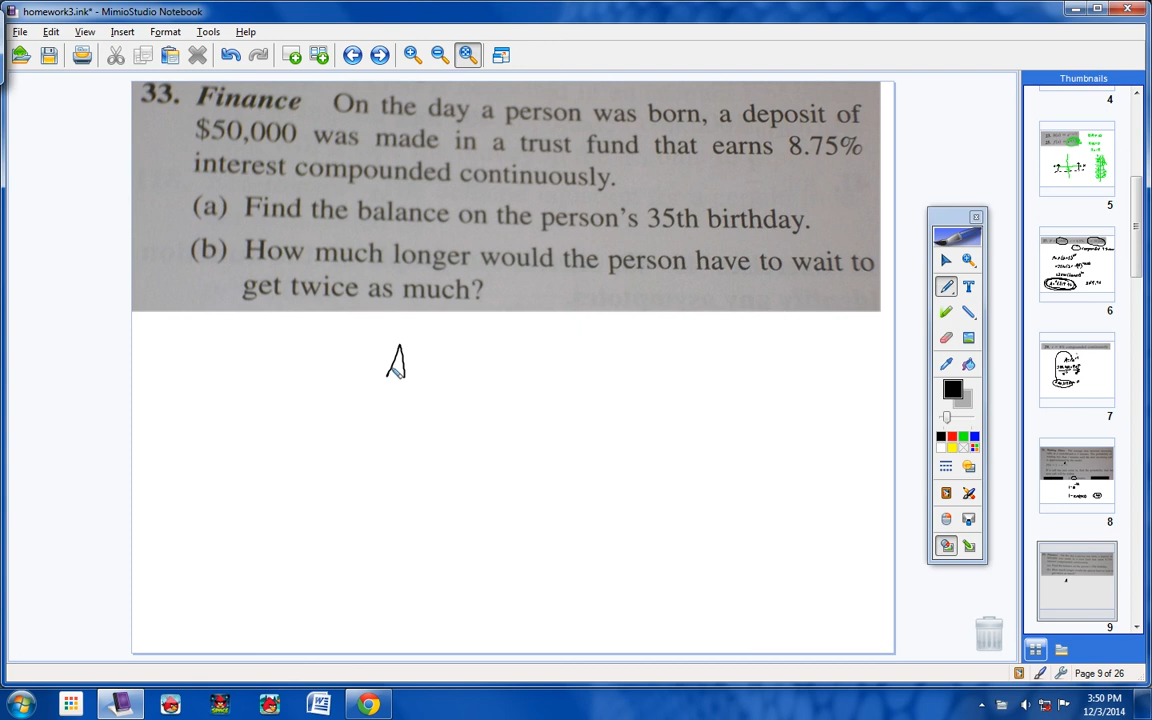 homework3.ink* - MimioStudio Notebook
File Edit View Insert Format Tools Help
33. Finance On the day a person was born, a deposit of
$50,000 was made in a trust fund that earns 8.75%
interest compounded continuously.
(a) Find the balance on the person's 35th birthday.
(b) How much longer would the person have to wait to
get twice as much?
A
T
Thumbnails
4
5
6
7
8
9
Page 9 of 26
W
3:50 PM
12/3/2014